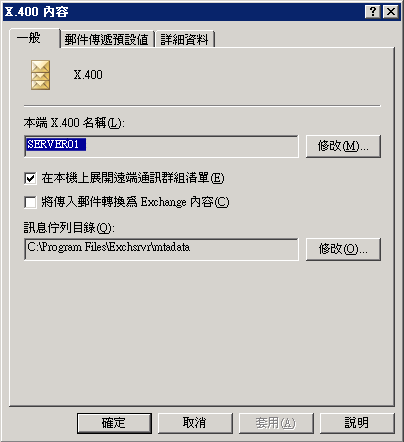 X.400 內容
一般
郵件傳遞預設値
詳細資料
X.400
本端 X.400 名稱(L):
SERVER01
修改(M)...
在本機上展開遠端通訊群組清單(E)
將傳入郵件轉換爲 Exchange 內容(C)
訊息佇列目錄(Q):
C:\Program Files\Exchsrvr\mtadata
修改(O)...
確定
取消
套用(A)
說明